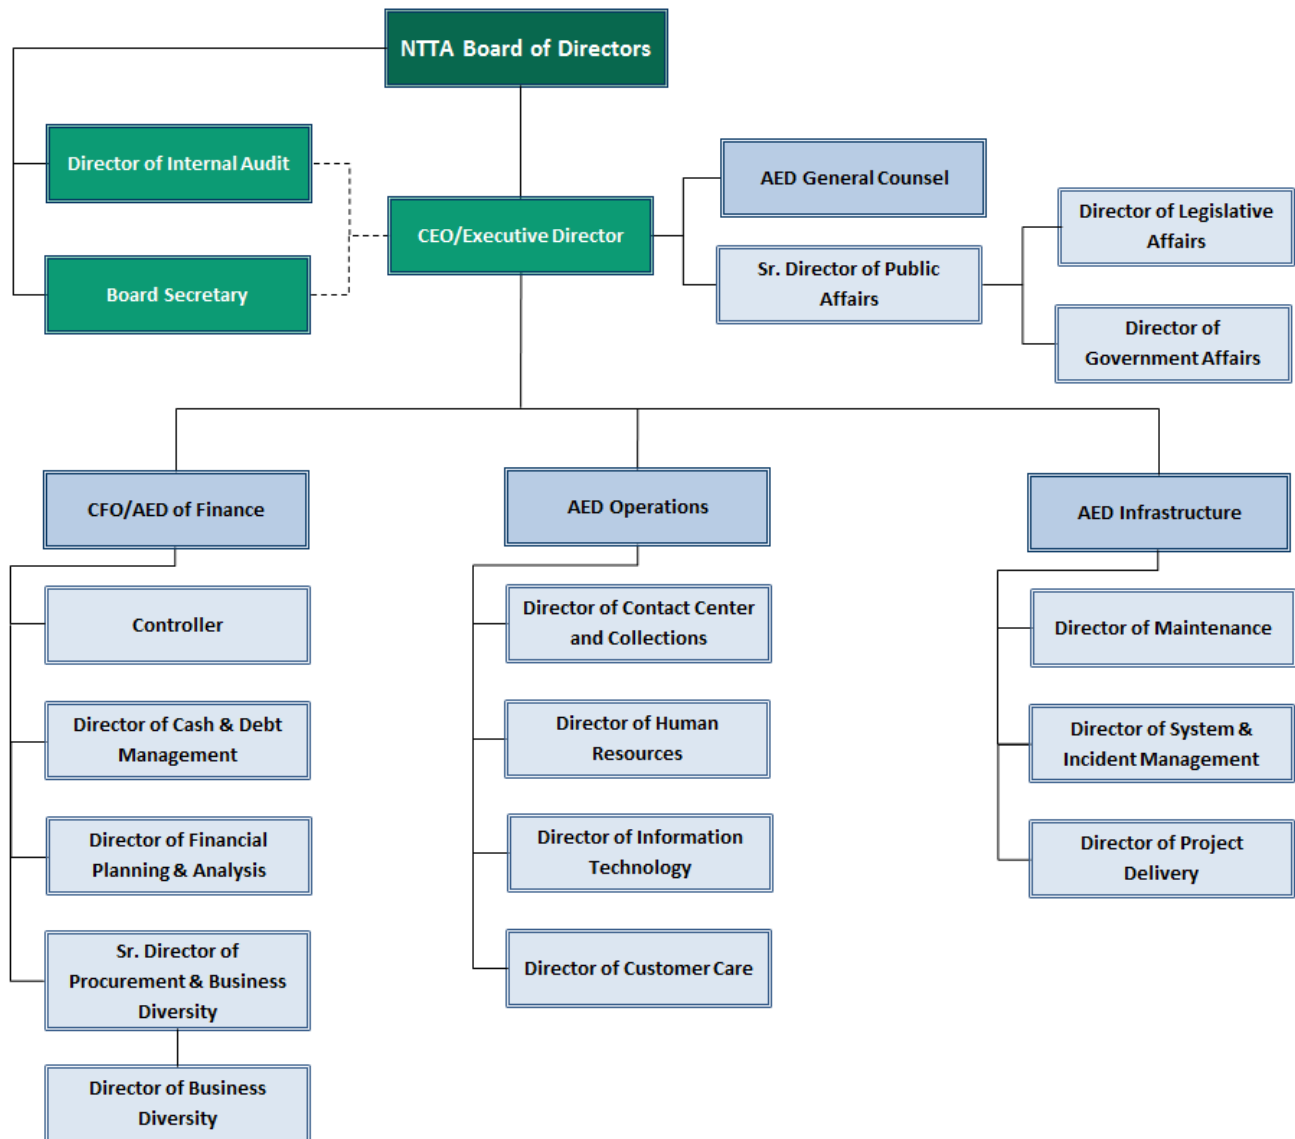 NTTA Board of Directors
Director of Internal Audit
AED General Counsel
CEO/Executive Director
Board Secretary
Sr. Director of Public
Affairs
Director of Legislative
Affairs
Director of
Government Affairs
CFO/AED of Finance
AED Operations
AED Infrastructure
Controller
Director of Cash & Debt
Management
Director of Financial
Planning & Analysis
Sr. Director of
Procurement & Business
Diversity
Director of Business
Diversity
Director of Contact Center
and Collections
Director of Human
Resources
Director of Information
Technology
Director of Customer Care
Director of Maintenance
Director of System &
Incident Management
Director of Project
Delivery